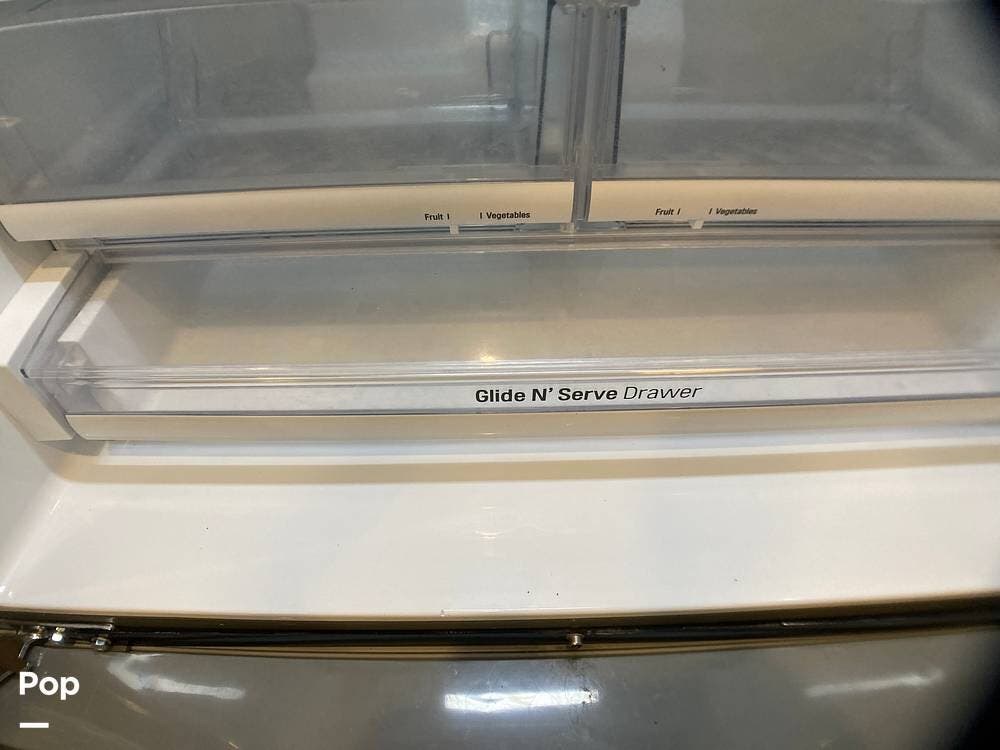 Fruit I I Vegetables
Fruit I I Vegetables
Glide N' Serve Drawer
Pop